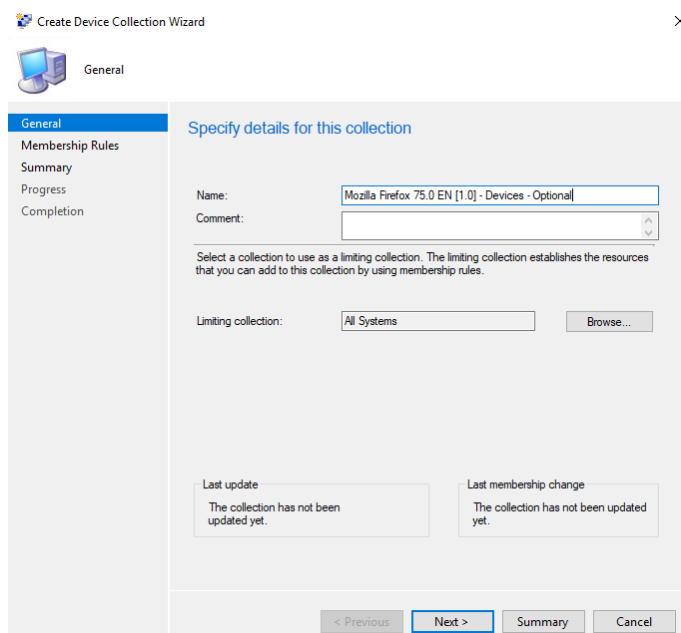 Create Device Collection Wizard
General
General
Membership Rules
Summary
Progress
Completion
Specify details for this collection
Name:
Mozilla Firefox 75.0 EN [1.0] - Devices - Optional
Comment:
Select a collection to use as a limiting collection. The limiting collection establishes the resources
that you can add to this collection by using membership rules.
Limiting collection:
All Systems
Browse...
Last update
The collection has not been
updated yet.
Last membership change
The collection has not been updated
yet.
< Previous
Next >
Summary
Cancel